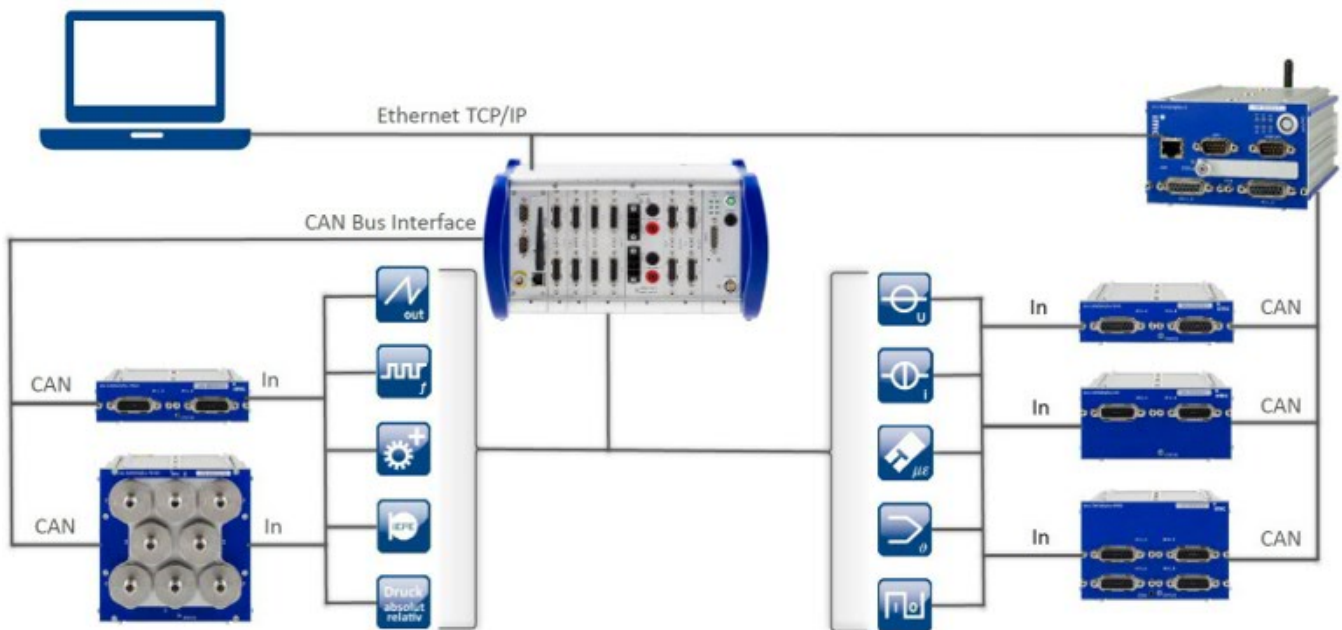 Ethernet TCP/IP
CAN Bus Interface
out
U
In
CAN
f
i
CAN
In
In
CAN
με
CAN
In
IEPE
ϑ
In
CAN
Druck
absolut
relativ
I 0